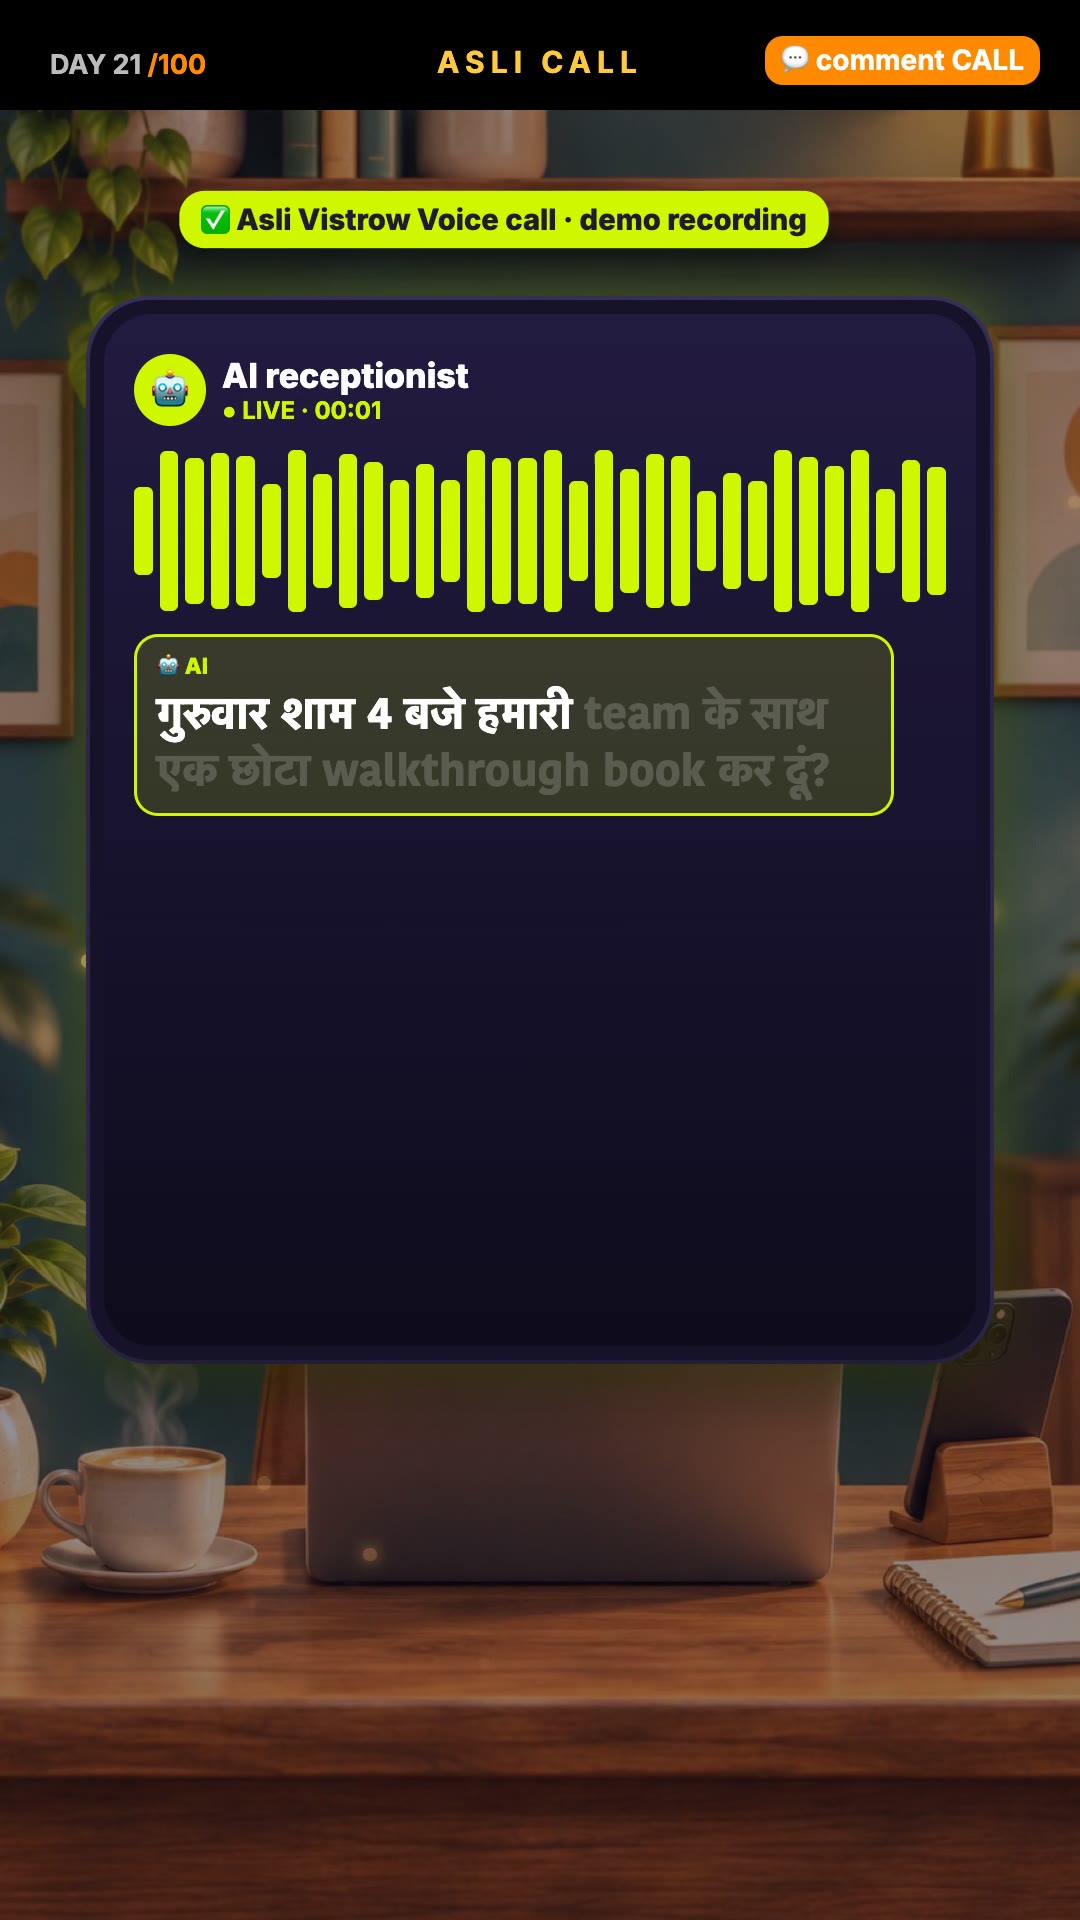 DAY 21 /100
ASLI CALL
💬 comment CALL
✅ Asli Vistrow Voice call · demo recording
AI receptionist
● LIVE · 00:01
🤖 AI
गुरुवार शाम 4 बजे हमारी team के साथ
एक छोटा walkthrough book कर दूं?